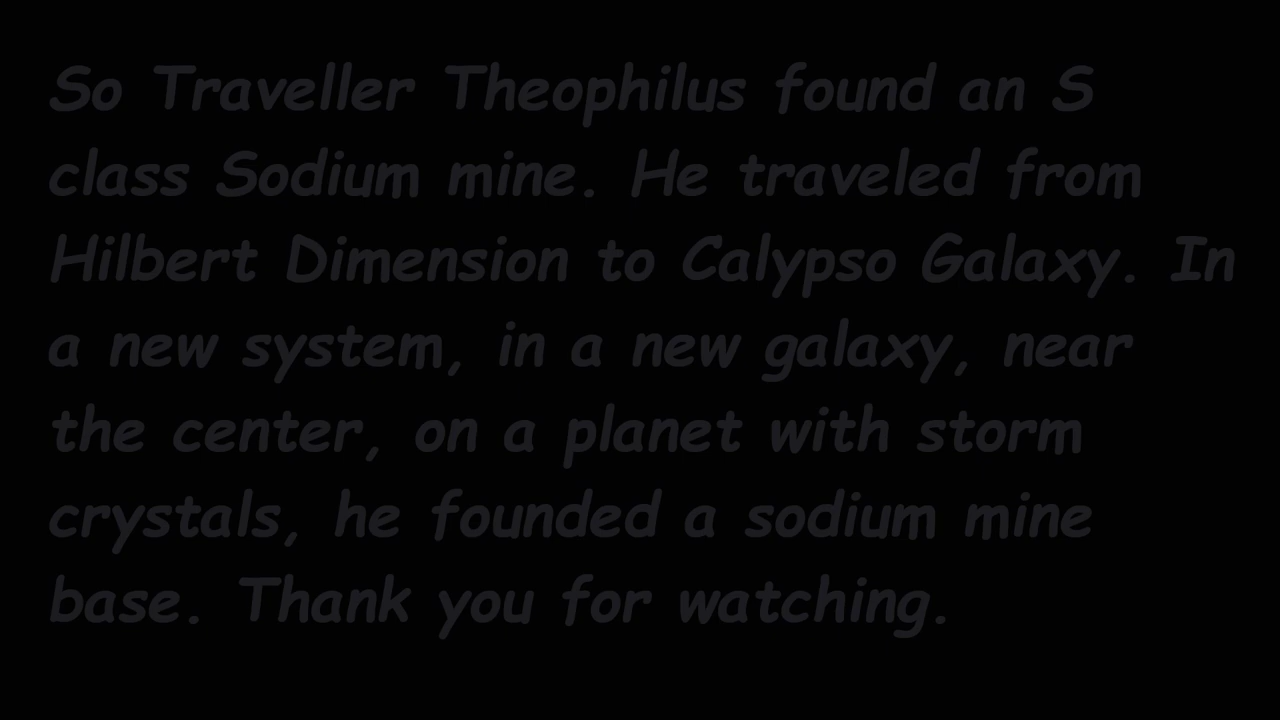 So Traveller Theophilus found an S
class Sodium mine. He traveled from
Hilbert Dimension to Calypso Galaxy. In
a new system, in a new galaxy, near
the center, on a planet with storm
crystals, he founded a sodium mine
base. Thank you for watching.